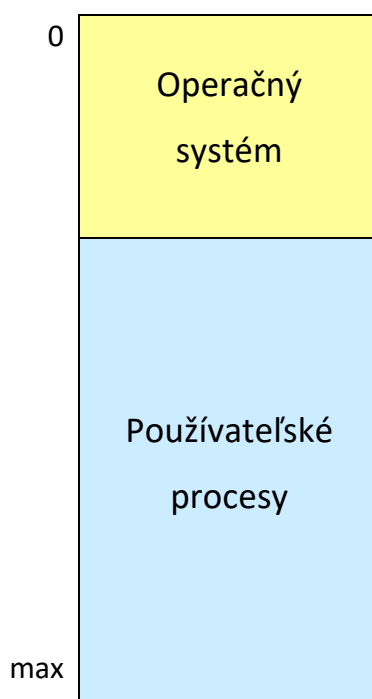 0
Operačný
systém
Používateľské
procesy
max